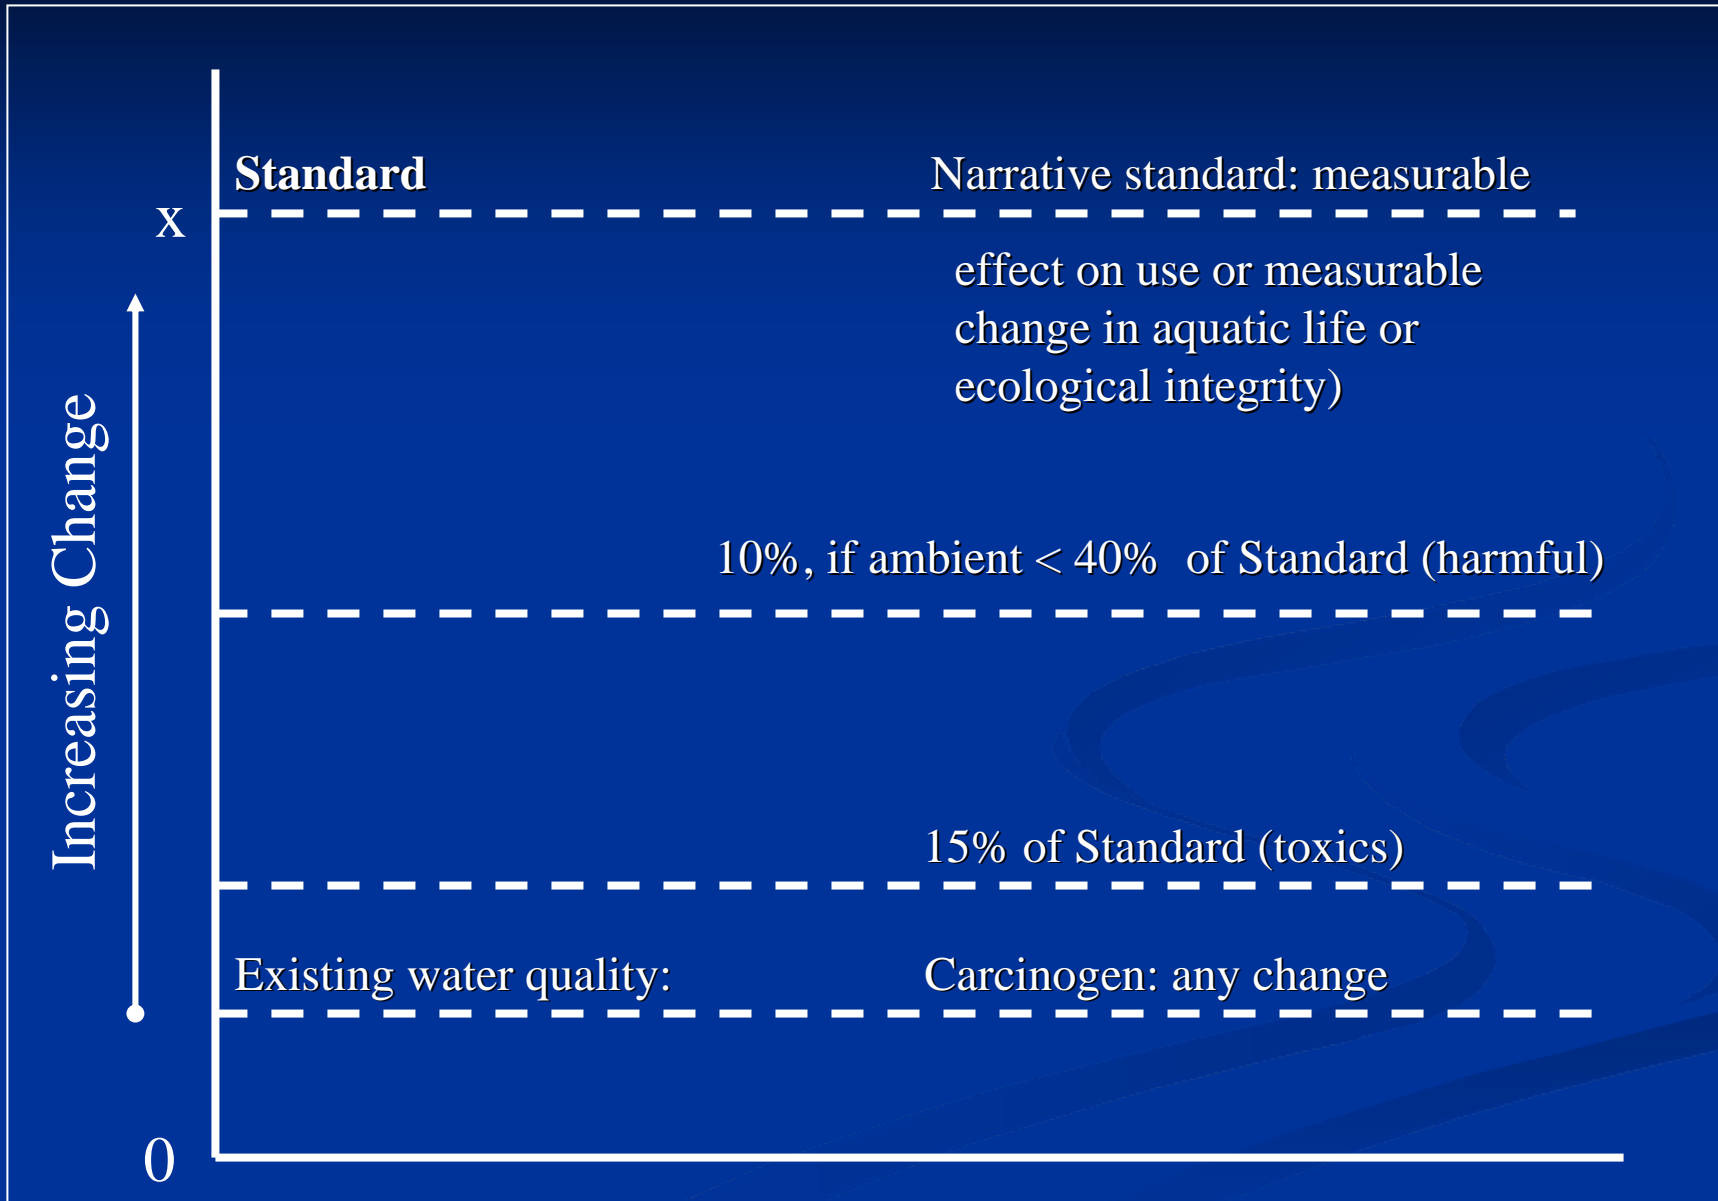 Standard
Narrative standard: measurable
x
effect on use or measurable
change in aquatic life or
ecological integrity)
Increasing Change
10%, if ambient < 40% of Standard (harmful)
15% of Standard (toxics)
Existing water quality:
Carcinogen: any change
0